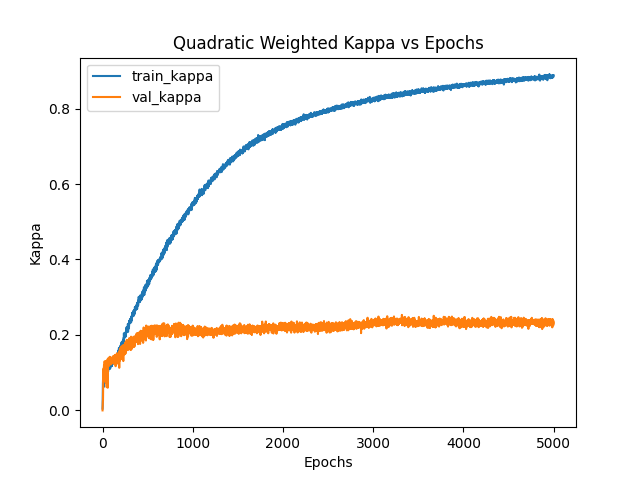 Quadratic Weighted Kappa vs Epochs
train_kappa
val_kappa
0.8
0.6
0.4
0.2
0.0
Kappa
0 1000 2000 3000 4000 5000
Epochs